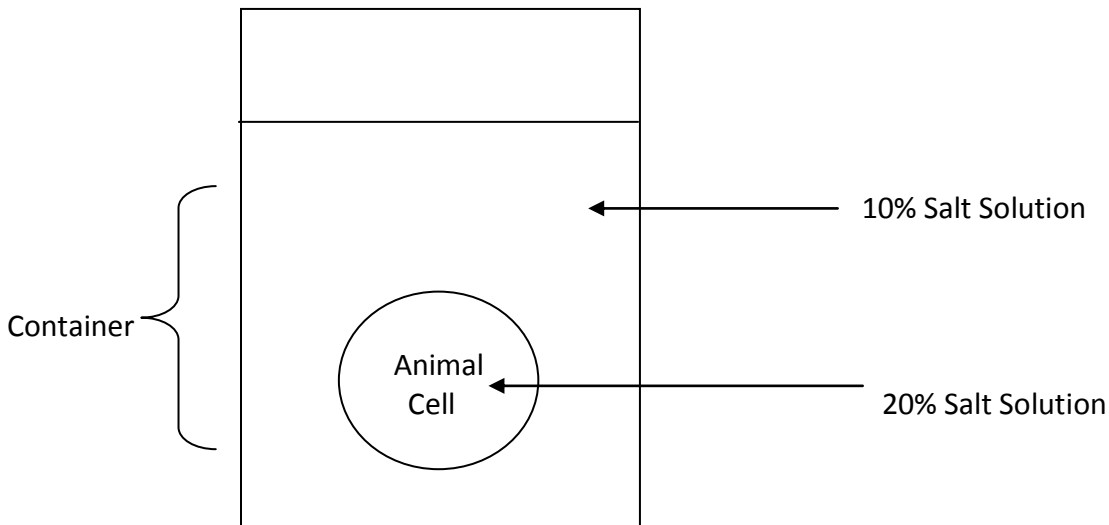 10% Salt Solution
Container
Animal
Cell
20% Salt Solution